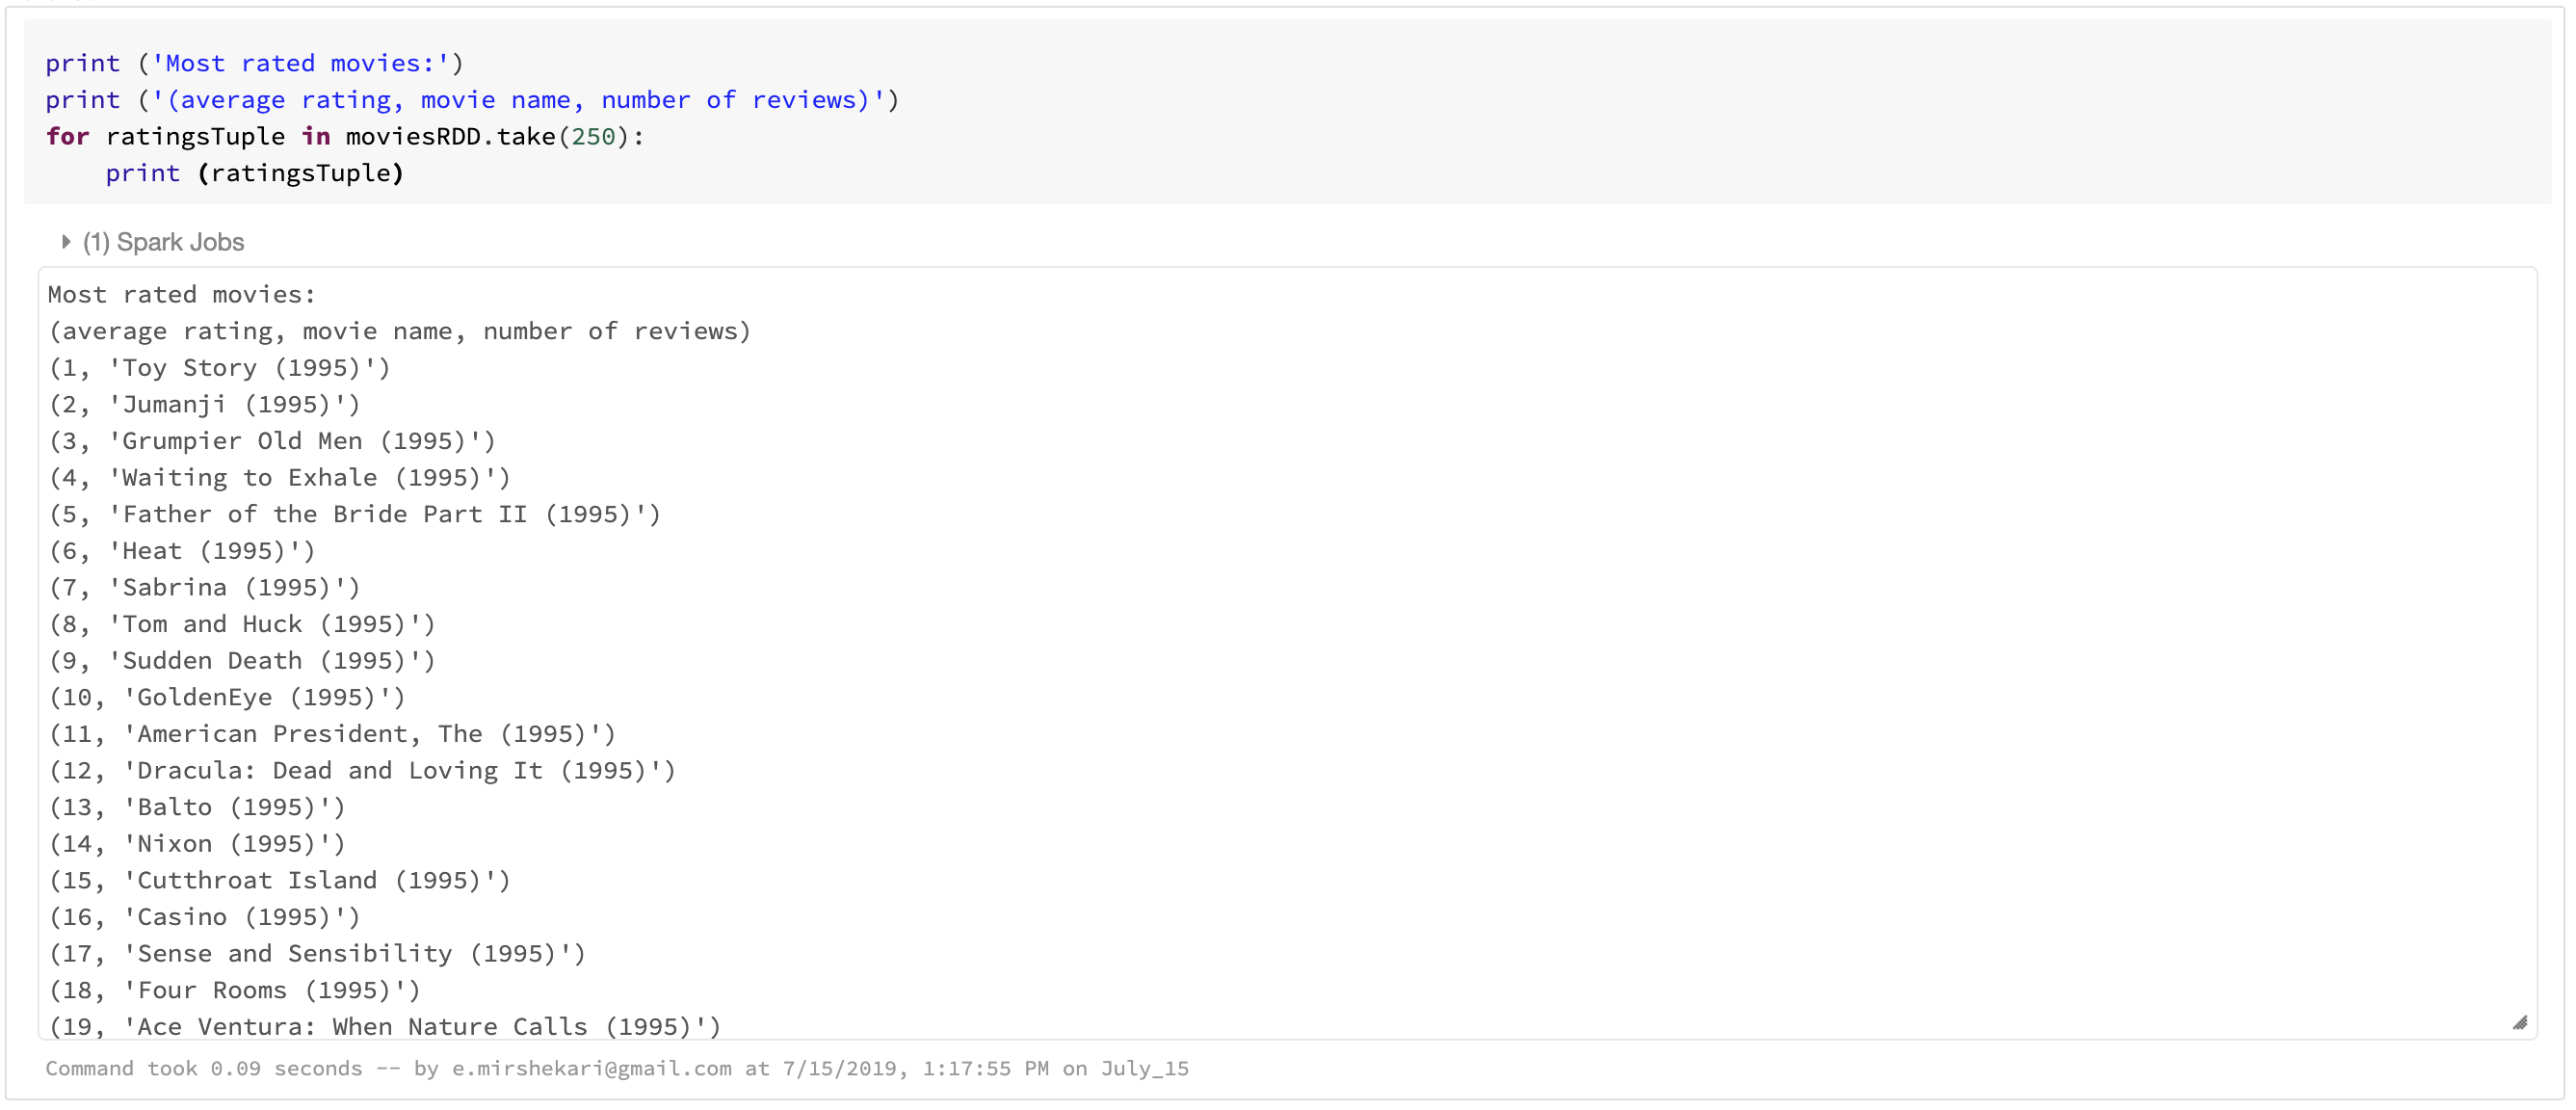 print ('Most rated movies:')
print ('(average rating, movie name, number of reviews)')
for ratingsTuple in moviesRDD.take(250):
    print (ratingsTuple)
(1) Spark Jobs
Most rated movies:
(average rating, movie name, number of reviews)
(1, 'Toy Story (1995)')
(2, 'Jumanji (1995)')
(3, 'Grumpier Old Men (1995)')
(4, 'Waiting to Exhale (1995)')
(5, 'Father of the Bride Part II (1995)')
(6, 'Heat (1995)')
(7, 'Sabrina (1995)')
(8, 'Tom and Huck (1995)')
(9, 'Sudden Death (1995)')
(10, 'GoldenEye (1995)')
(11, 'American President, The (1995)')
(12, 'Dracula: Dead and Loving It (1995)')
(13, 'Balto (1995)')
(14, 'Nixon (1995)')
(15, 'Cutthroat Island (1995)')
(16, 'Casino (1995)')
(17, 'Sense and Sensibility (1995)')
(18, 'Four Rooms (1995)')
(19, 'Ace Ventura: When Nature Calls (1995)')
Command took 0.09 seconds -- by e.mirshekari@gmail.com at 7/15/2019, 1:17:55 PM on July_15